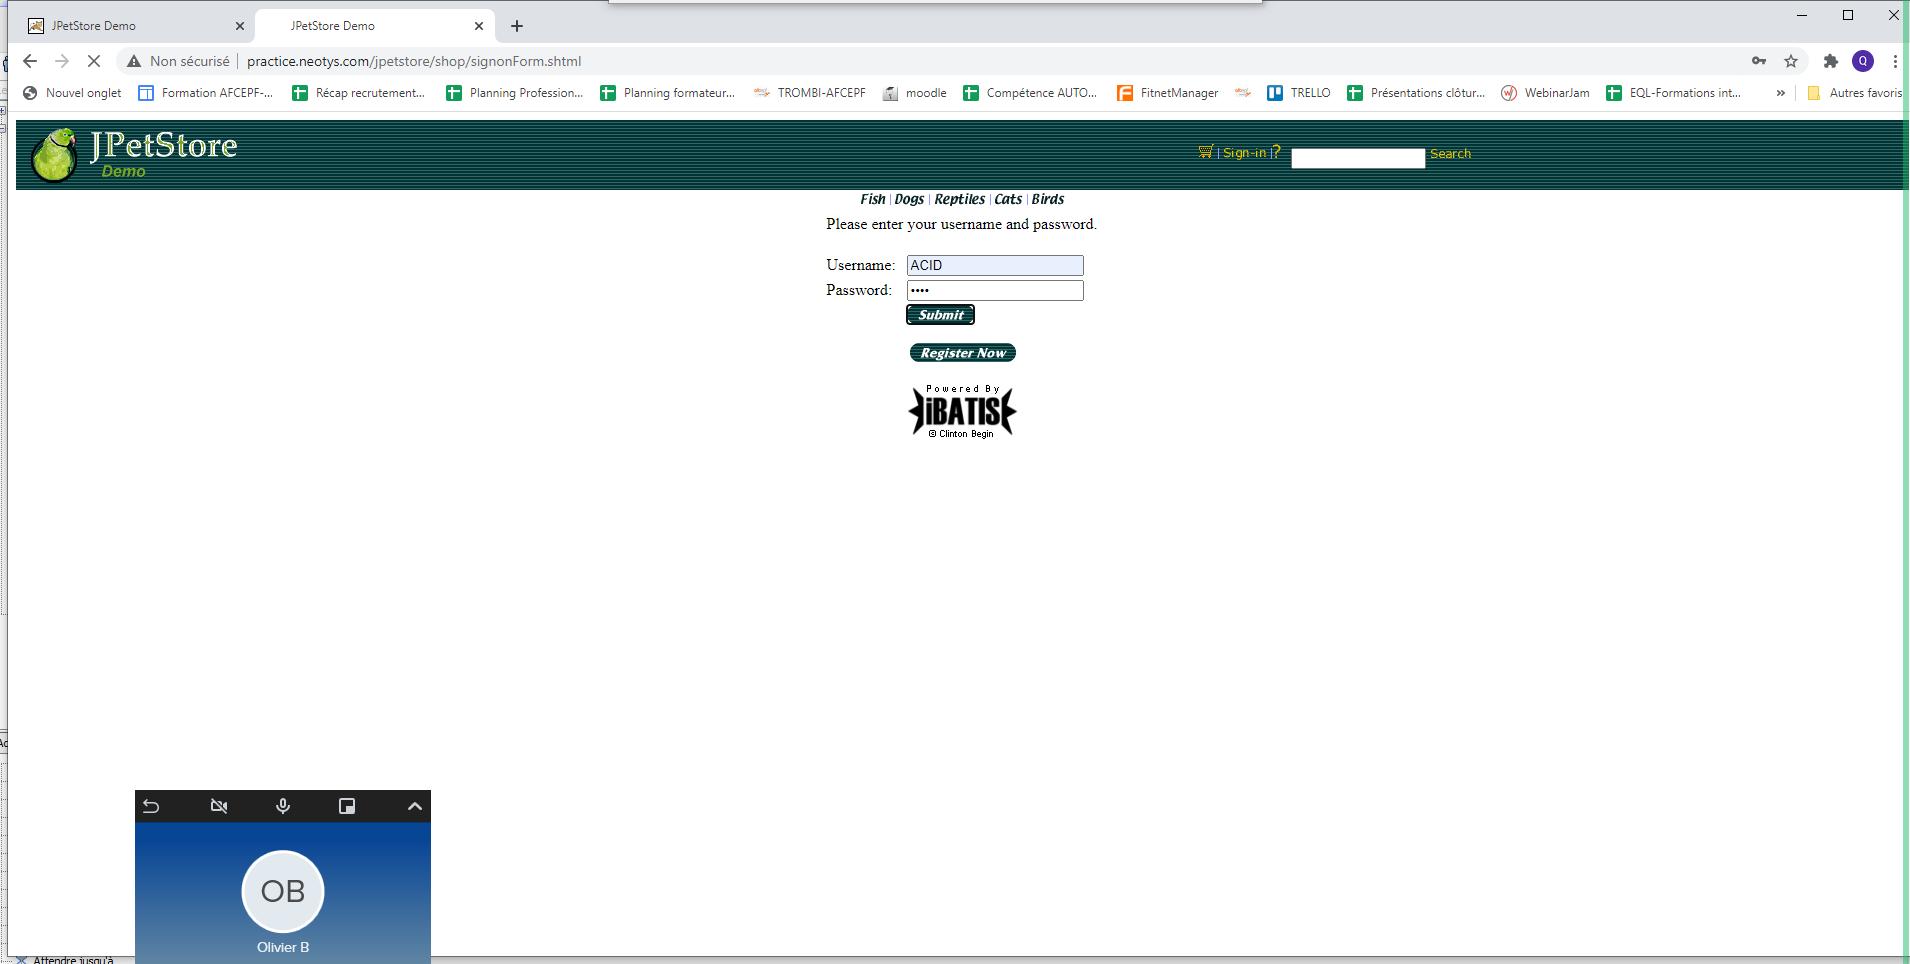 JPetStore Demo
JPetStore Demo
Non sécurisé
practice.neotys.com/jpetstore/shop/signonForm.shtml
Q
Nouvel onglet
Formation AFCEPF-...
Récap recrutement...
Planning Profession...
Planning formateur...
TROMBI-AFCEPF
moodle
Compétence AUTO...
FitnetManager
TRELLO
Présentations clôtur...
WebinarJam
EQL-Formations int...
»
Autres favoris
JPetStore
Demo
| Sign-in |?
Search
Fish | Dogs | Reptiles | Cats | Birds
Please enter your username and password.
Username: ACID
Password: ••••
Submit
Register Now
Powered By
iBATIS
© Clinton Begin
OB
Olivier B
Attendre jusqu'à